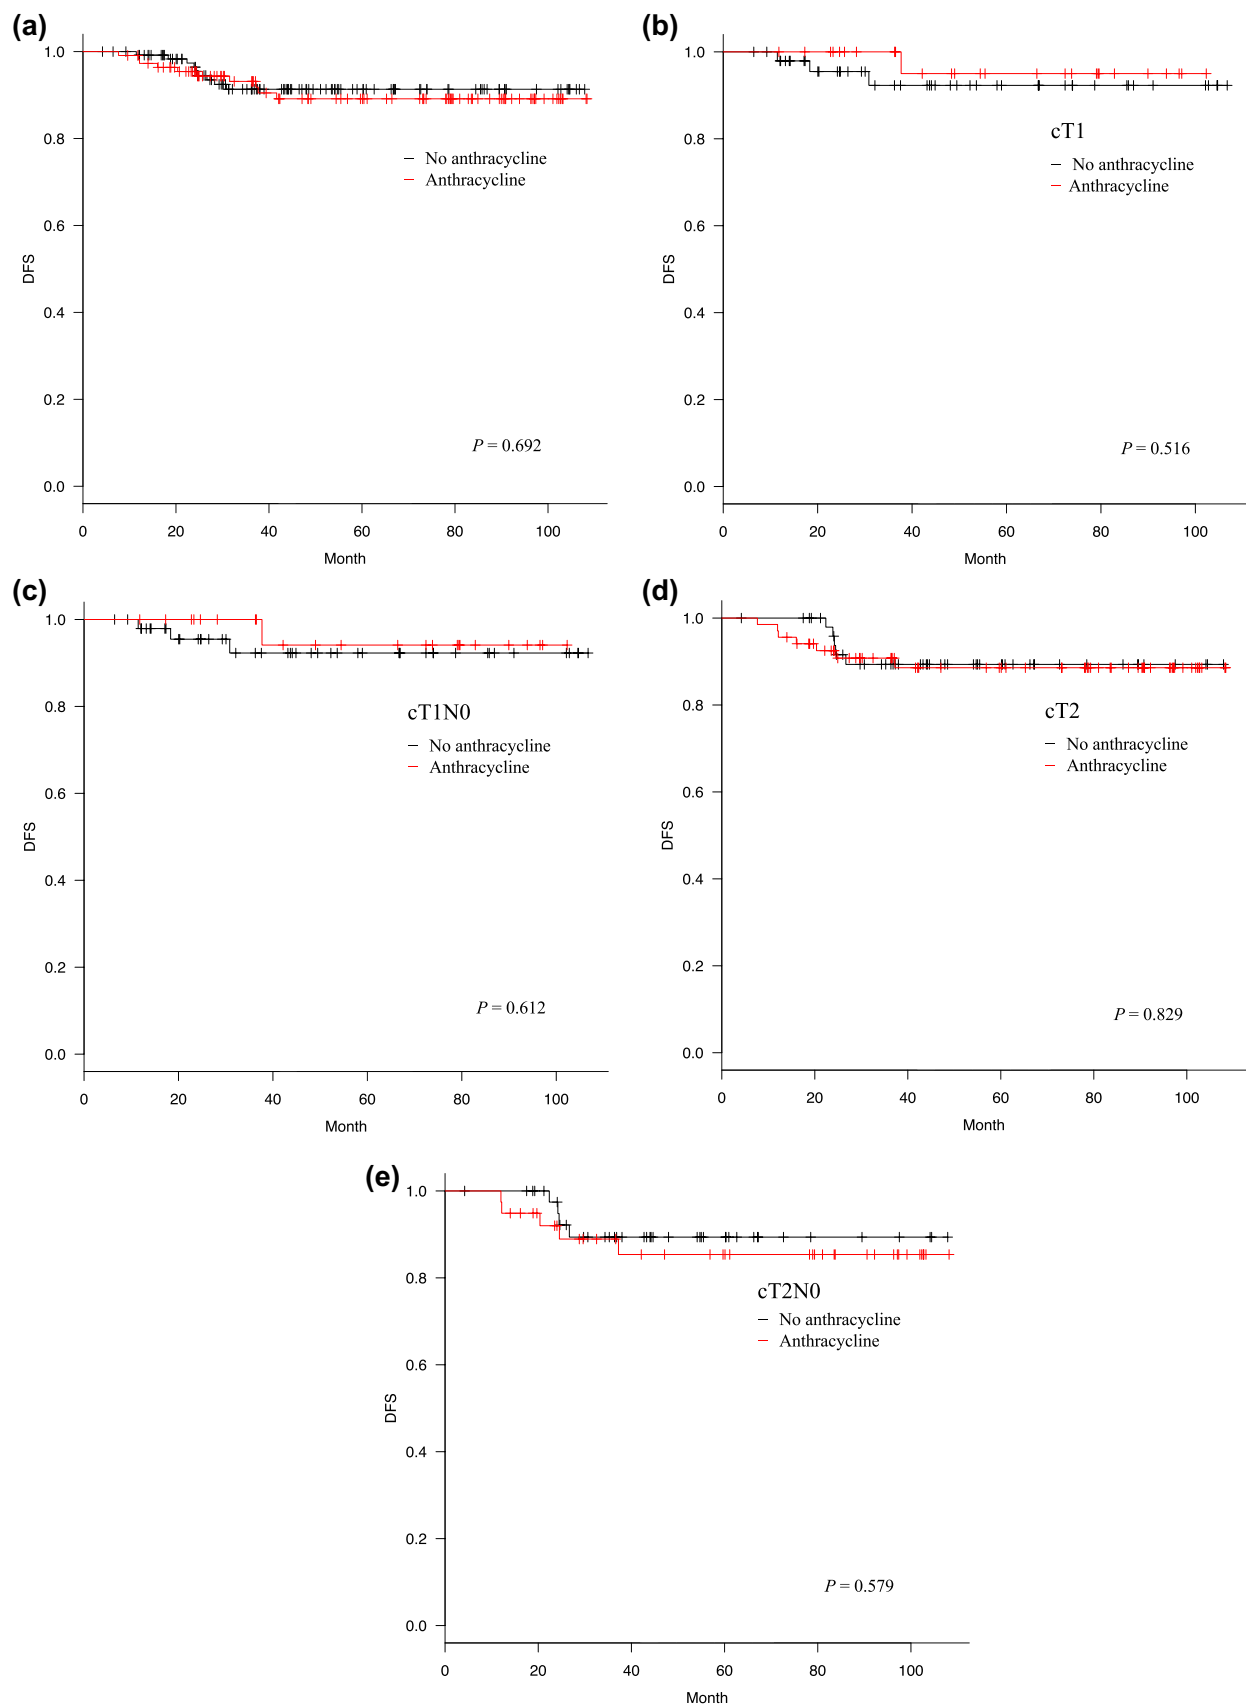 (a)
1.0
0.8
0.6
0.4
0.2
0.0
DFS
No anthracycline
Anthracycline
P = 0.692
0 20 40 60 80 100
Month
(b)
1.0
0.8
0.6
0.4
0.2
0.0
DFS
cT1
No anthracycline
Anthracycline
P = 0.516
0 20 40 60 80 100
Month
(c)
1.0
0.8
0.6
0.4
0.2
0.0
DFS
cT1N0
No anthracycline
Anthracycline
P = 0.612
0 20 40 60 80 100
Month
(d)
1.0
0.8
0.6
0.4
0.2
0.0
DFS
cT2
No anthracycline
Anthracycline
P = 0.829
0 20 40 60 80 100
Month
(e)
1.0
0.8
0.6
0.4
0.2
0.0
DFS
cT2N0
No anthracycline
Anthracycline
P = 0.579
0 20 40 60 80 100
Month